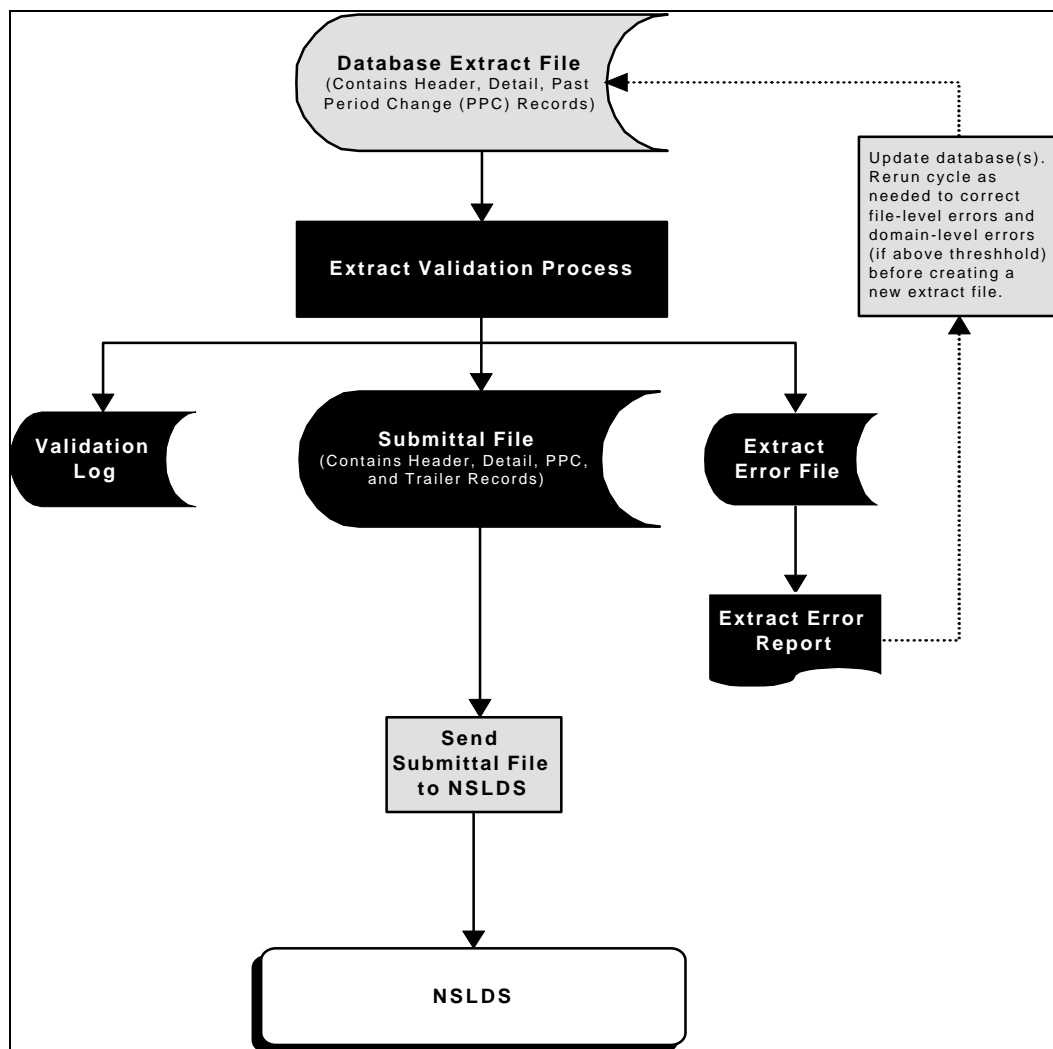 Database Extract File
(Contains Header, Detail, Past
Period Change (PPC) Records)
Update database(s).
Rerun cycle as
needed to correct
file-level errors and
domain-level errors
(if above threshhold)
before creating a
new extract file.
Extract Validation Process
Validation
Log
Submittal File
(Contains Header, Detail, PPC,
and Trailer Records)
Extract
Error File
Extract Error
Report
Send
Submittal File
to NSLDS
NSLDS